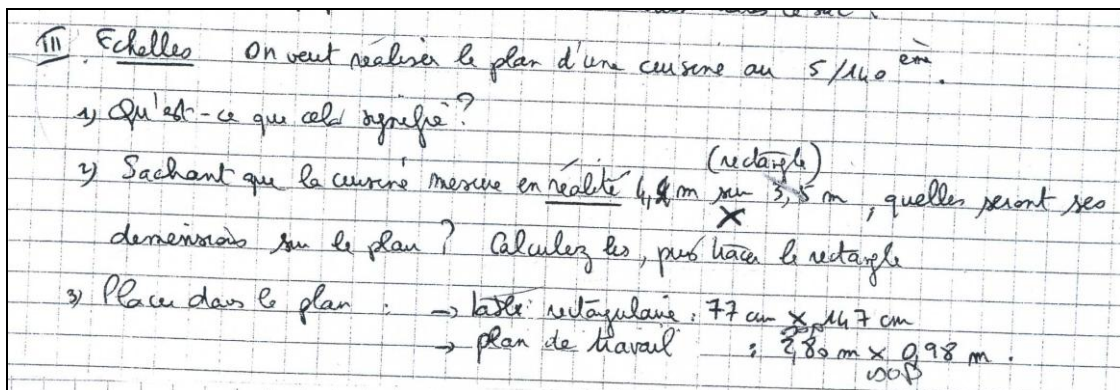 III. Echelles On veut réaliser le plan d'une cuisine au 5/140 ème.
1) Qu'est-ce que cela signifie?
2) Sachant que la cuisine mesure en réalité 4,2 m sur 3,5 m, quelles seront ses
(rectangle)
X
dimensions sur le plan? Calculez les, puis tracer le rectangle
3) Placer dans le plan : → table rectangulaire : 77 cm x 147 cm
→ plan de travail : 2,80 m x 0,98 m.